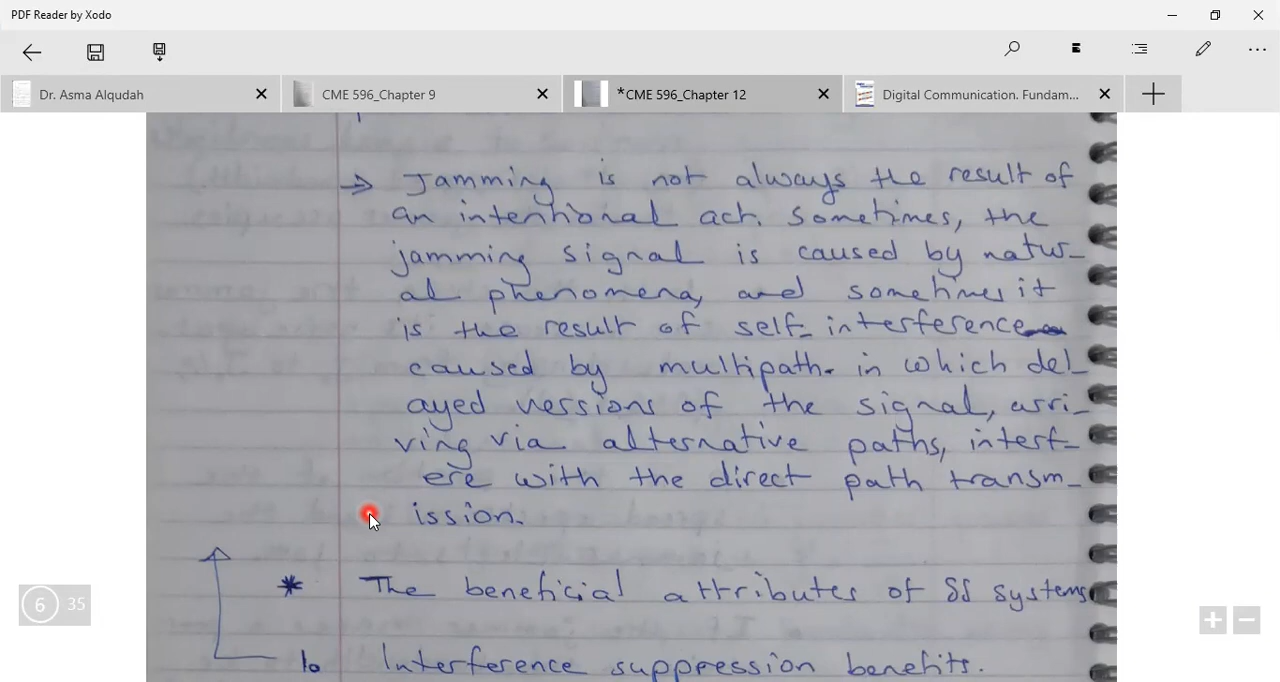 PDF Reader by Xodo
Dr. Asma Alqudah
CME 596_Chapter 9
*CME 596_Chapter 12
Digital Communication. Fundam...
→ Jamming is not always the result of
an intentional act. Sometimes, the
jamming signal is caused by natur-
al phenomena, and sometimes it
is the result of self-interference
caused by multipath. in which del-
ayed versions of the signal, arri-
ving via alternative paths, interf-
ere with the direct path transm-
ission.
* The beneficial attributes of SS systems
1. Interference suppression benefits.
6 35